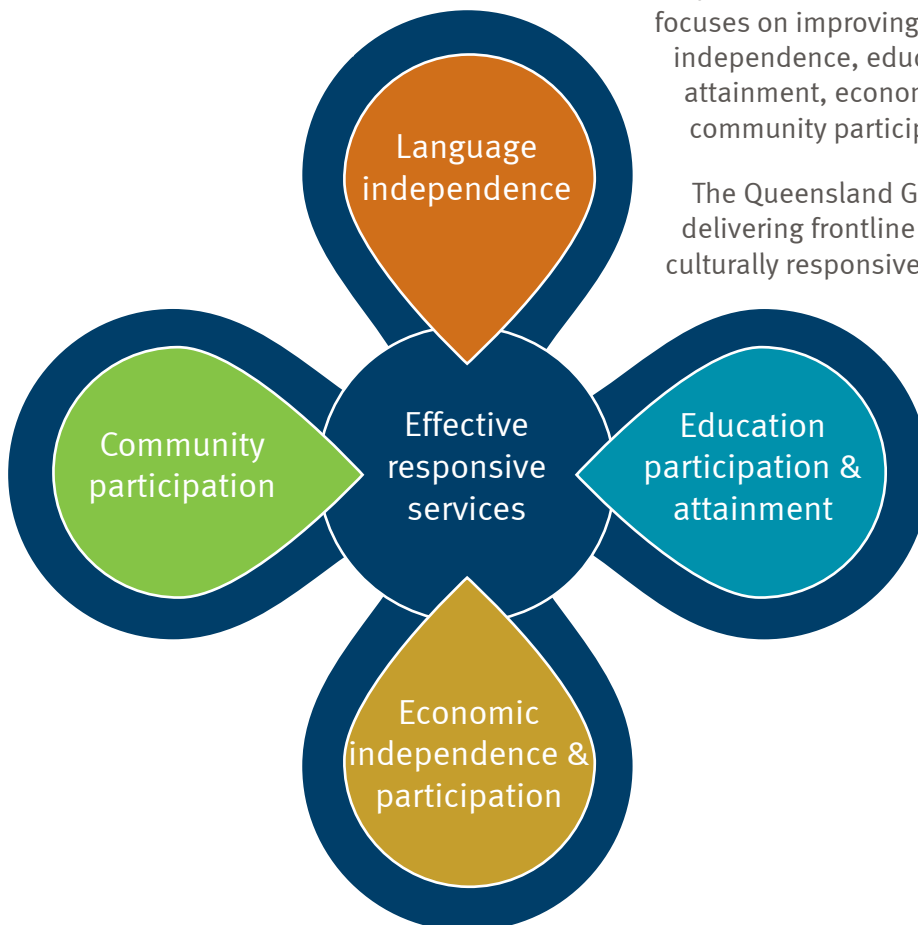 focuses on improving
independence, educ
attainment, econom
community particip
The Queensland G
delivering frontline
culturally responsive
Language
independence
Community
participation
Effective
responsive
services
Education
participation &
attainment
Economic
independence &
participation